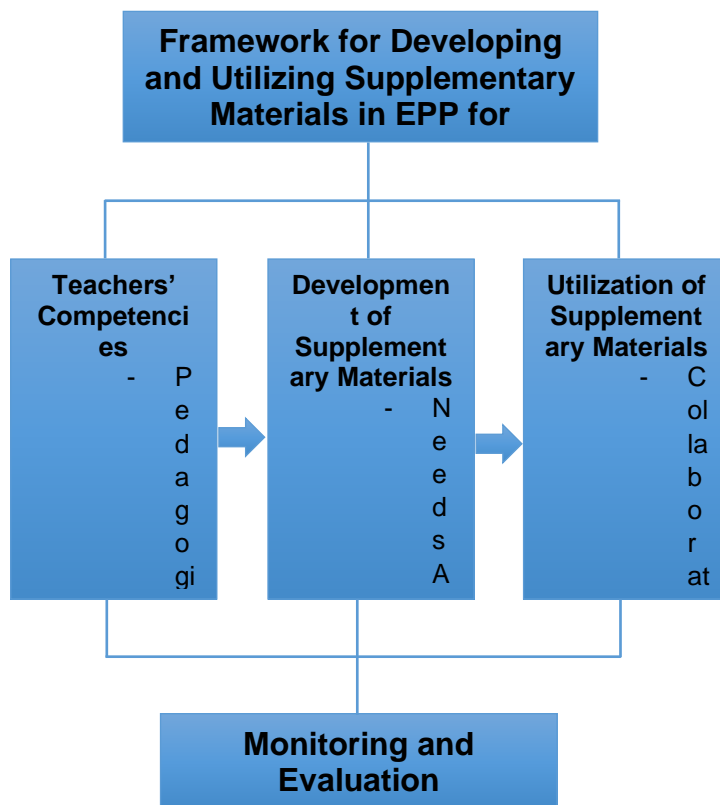 Framework for Developing
and Utilizing Supplementary
Materials in EPP for
Teachers’
Competenci
es
- P
e
d
a
g
o
gi
Developmen
t of
Supplement
ary Materials
- N
e
e
d
s
A
Utilization of
Supplement
ary Materials
- C
ol
la
b
o
r
at
Monitoring and
Evaluation